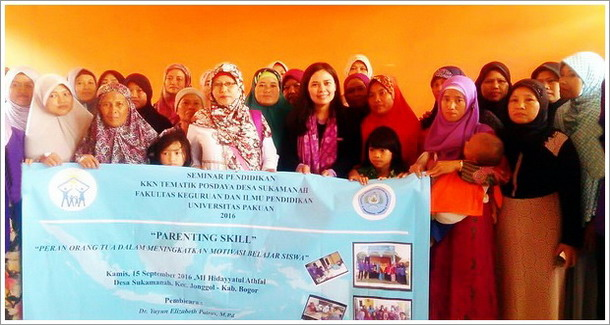 SEMINAR PENDIDIKAN
KKN TEMATIK POSDAYA DESA SUKAMANAH
FAKULTAS KEGURUAN DAN ILMU PENDIDIKAN
UNIVERSITAS PAKUAN
2016
"PARENTING SKILL"
"PERAN ORANG TUA DALAM MENINGKATKAN MOTIVASI BELAJAR SISWA"
Kamis, 15 September 2016 ,MI Hidayyatul Athfal
Desa Sukamanah, Kec. Jonggol - Kab. Bogor
Pembicara :
Dr. Yuyun Elizabeth Patras, M.Pd